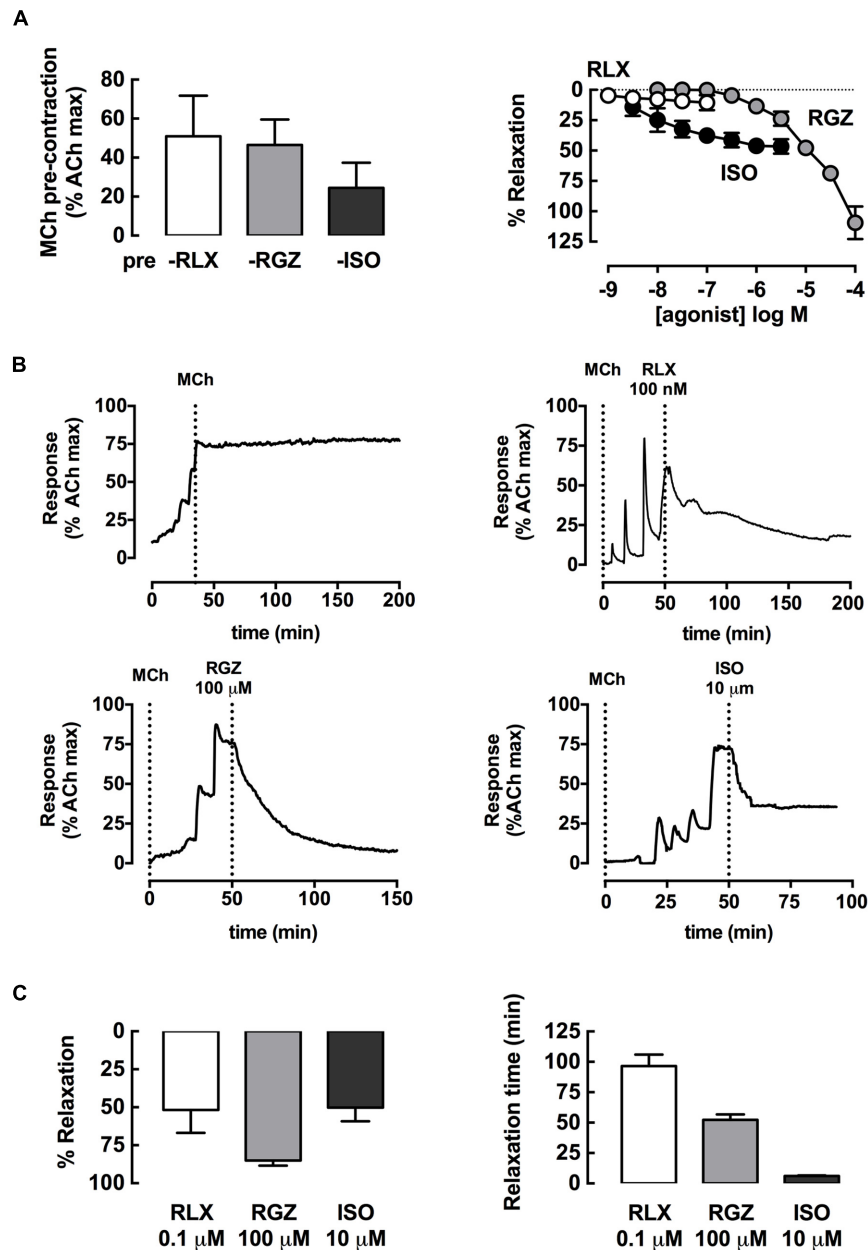 A
MCh pre-contraction
(% ACh max)
80
60
40
20
0
pre -RLX -RGZ -ISO
% Relaxation
0
25
50
75
100
125
RLX
RGZ
ISO
-9 -8 -7 -6 -5 -4
[agonist] log M
B
MCh
Response
(% ACh max)
100
75
50
25
0
0 50 100 150 200
time (min)
MCh RLX
100 nM
Response
(% ACh max)
100
75
50
25
0
0 50 100 150 200
time (min)
MCh RGZ
100 μM
Response
(% ACh max)
100
75
50
25
0
0 50 100 150
time (min)
MCh ISO
10 μm
Response
(%ACh max)
100
75
50
25
0
0 25 50 75 100
time (min)
C
% Relaxation
0
25
50
75
100
RLX RGZ ISO
0.1 μM 100 μM 10 μM
Relaxation time (min)
125
100
75
50
25
0
RLX RGZ ISO
0.1 μM 100 μM 10 μM